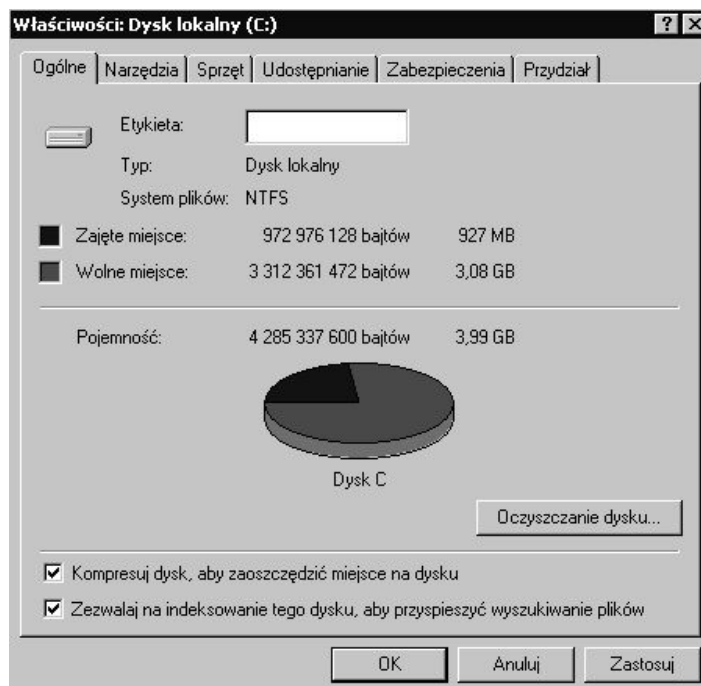 Właściwości: Dysk lokalny (C:)
Ogólne Narzędzia Sprzęt Udostępnianie Zabezpieczenia Przydział
Etykieta:
Typ: Dysk lokalny
System plików: NTFS
Zajęte miejsce: 972 976 128 bajtów 927 MB
Wolne miejsce: 3 312 361 472 bajtów 3,08 GB
Pojemność: 4 285 337 600 bajtów 3,99 GB
Dysk C
Oczyszczanie dysku...
Kompresuj dysk, aby zaoszczędzić miejsce na dysku
Zezwalaj na indeksowanie tego dysku, aby przyspieszyć wyszukiwanie plików
OK Anuluj Zastosuj